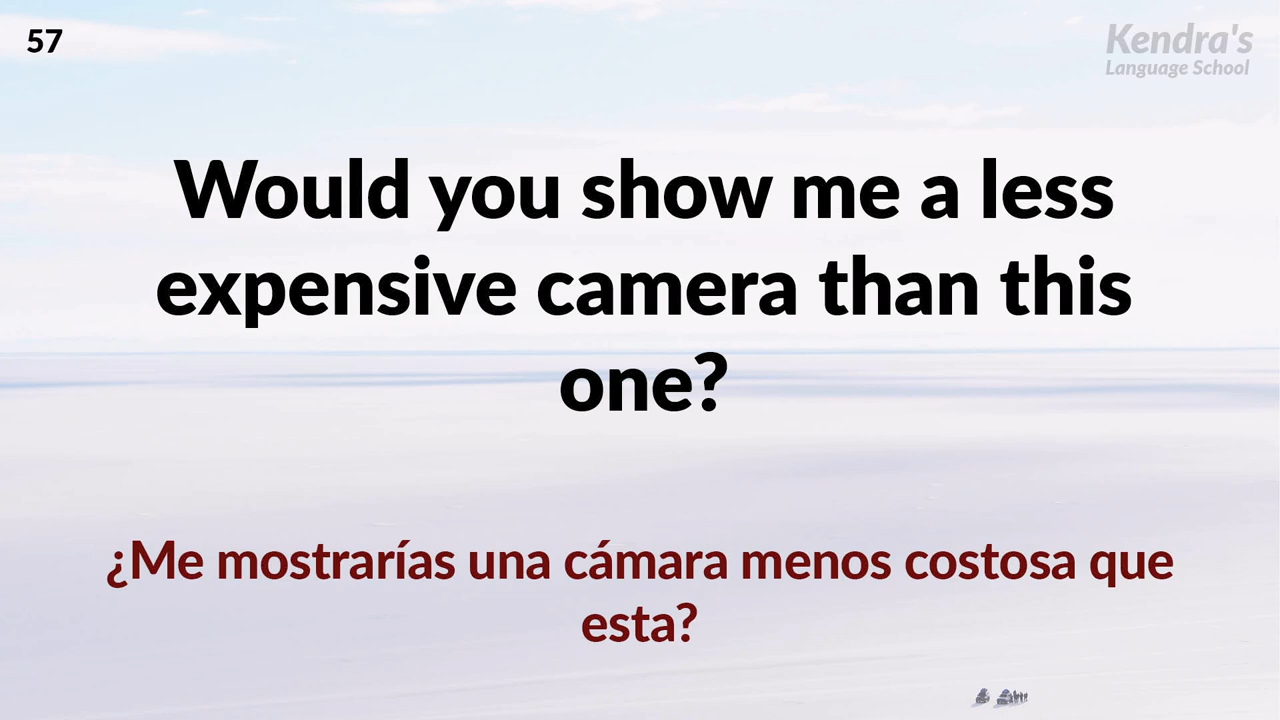 57
Kendra's
Language School
Would you show me a less
expensive camera than this
one?
¿Me mostrarías una cámara menos costosa que
esta?